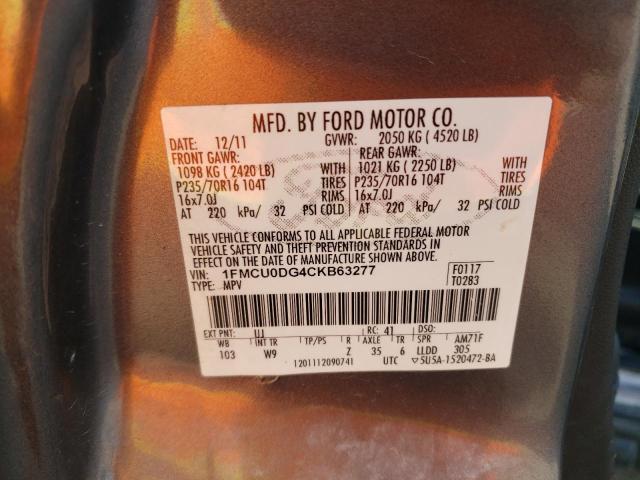 MFD. BY FORD MOTOR CO.
DATE: 12/11 GVWR: 2050 KG ( 4520 LB)
FRONT GAWR: REAR GAWR:
1098 KG ( 2420 LB) WITH 1021 KG ( 2250 LB) WITH
P235/70R16 104T TIRES P235/70R16 104T TIRES
16x7.0J RIMS 16x7.0J RIMS
AT 220 kPa/ 32 PSI COLD AT 220 kPa/ 32 PSI COLD
THIS VEHICLE CONFORMS TO ALL APPLICABLE FEDERAL MOTOR
VEHICLE SAFETY AND THEFT PREVENTION STANDARDS IN
EFFECT ON THE DATE OF MANUFACTURE SHOWN ABOVE.
VIN: 1FMCU0DG4CKB63277 F0117
TYPE: MPV T0283
EXT PNT: UJ RC: 41 DSO:
WB INT TR TP/PS R AXLE TR SPR AM71F
103 W9 Z 35 6 LLDD 305
1201112090741 UTC ▽5U5A-1520472-BA